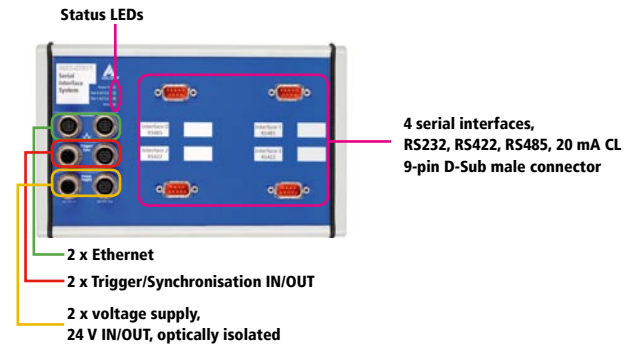 Status LEDs
Serial
Interface
System
Interface 0
RS485
Interface 1
RS485
Interface 2
RS422
Interface 3
RS422
4 serial interfaces,
RS232, RS422, RS485, 20 mA CL
9-pin D-Sub male connector
2 x Ethernet
2 x Trigger/Synchronisation IN/OUT
2 x voltage supply,
24 V IN/OUT, optically isolated